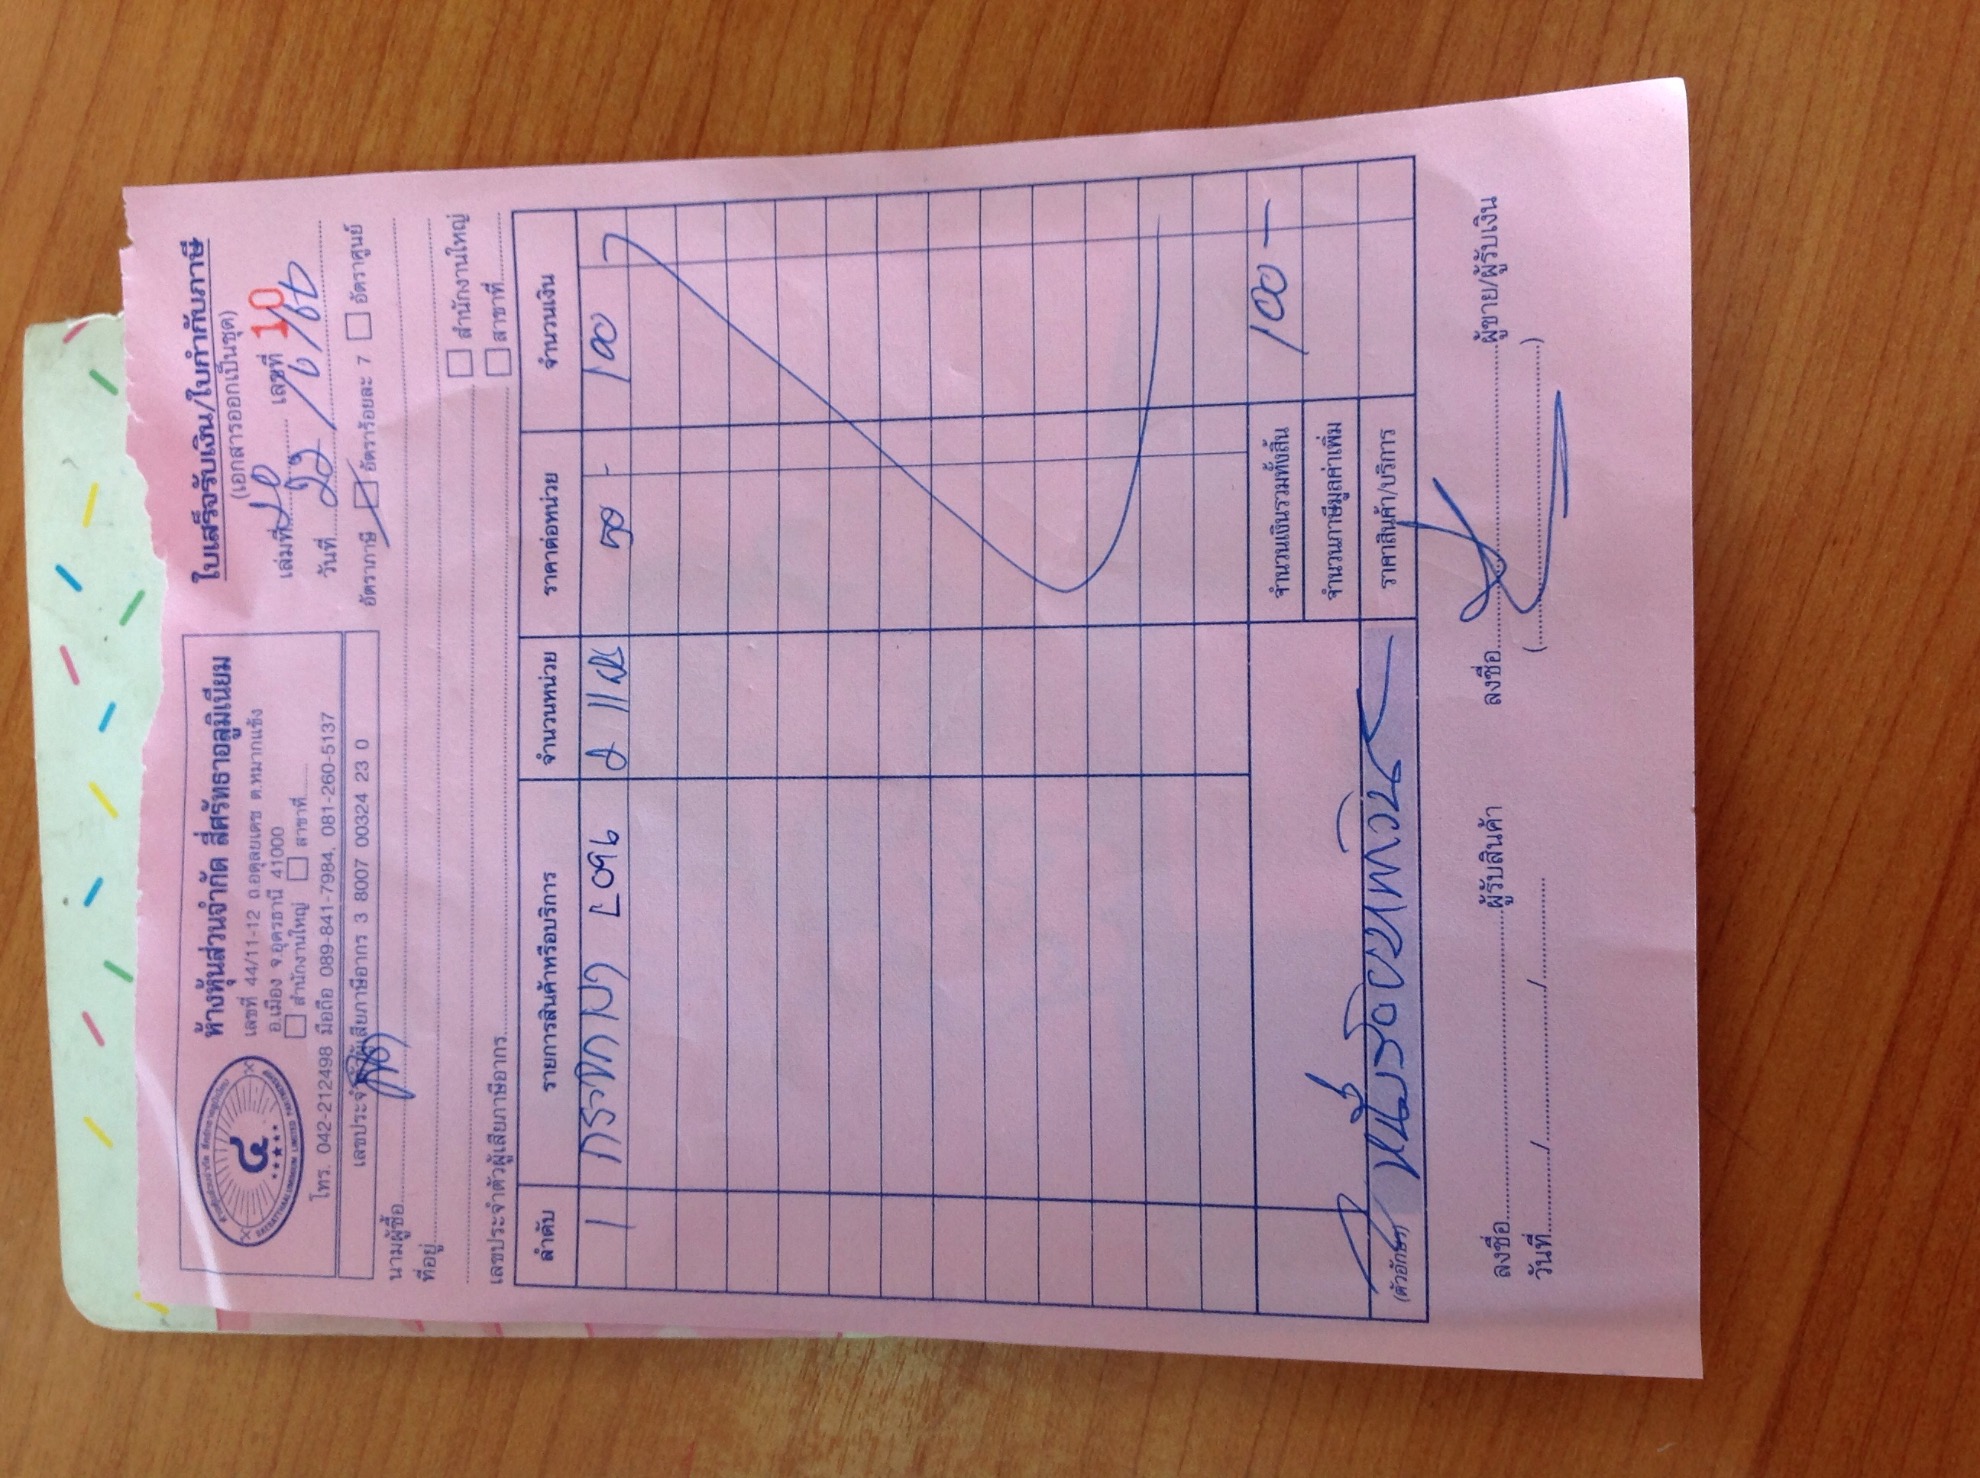 ห้างหุ้นส่วนจำกัด สี่ศรัทธาอลูมิเนียม
เลขที่ 44/11-12 ถ.อดุลยเดช ต.หมากแข้ง
อ.เมือง จ.อุดรธานี 41000
สำนักงานใหญ่ สาขาที่
โทร. 042-212498 มือถือ 089-841-7984, 081-260-5137
เลขประจำตัวผู้เสียภาษีอากร 3 8007 00324 23 0
ใบเสร็จรับเงิน/ใบกำกับภาษี
(เอกสารออกเป็นชุด)
เล่มที่ เลขที่ 10
วันที่ 22/
อัตราภาษี อัตราร้อยละ 7 อัตราศูนย์
นามผู้ซื้อ
ที่อยู่
สำนักงานใหญ่
เลขประจำตัวผู้เสียภาษีอากร สาขาที่
ลำดับ รายการสินค้าหรือบริการ จำนวนหน่วย ราคาต่อหน่วย จำนวนเงิน
1 กระทาบ 50 - 100
จำนวนเงินรวมทั้งสิ้น 100 -
จำนวนภาษีมูลค่าเพิ่ม
(ตัวอักษร) หนึ่งร้อยบาทถ้วน ราคาสินค้า/บริการ
ลงชื่อ ผู้รับสินค้า ลงชื่อ ผู้ขาย/ผู้รับเงิน
วันที่ / / ( )